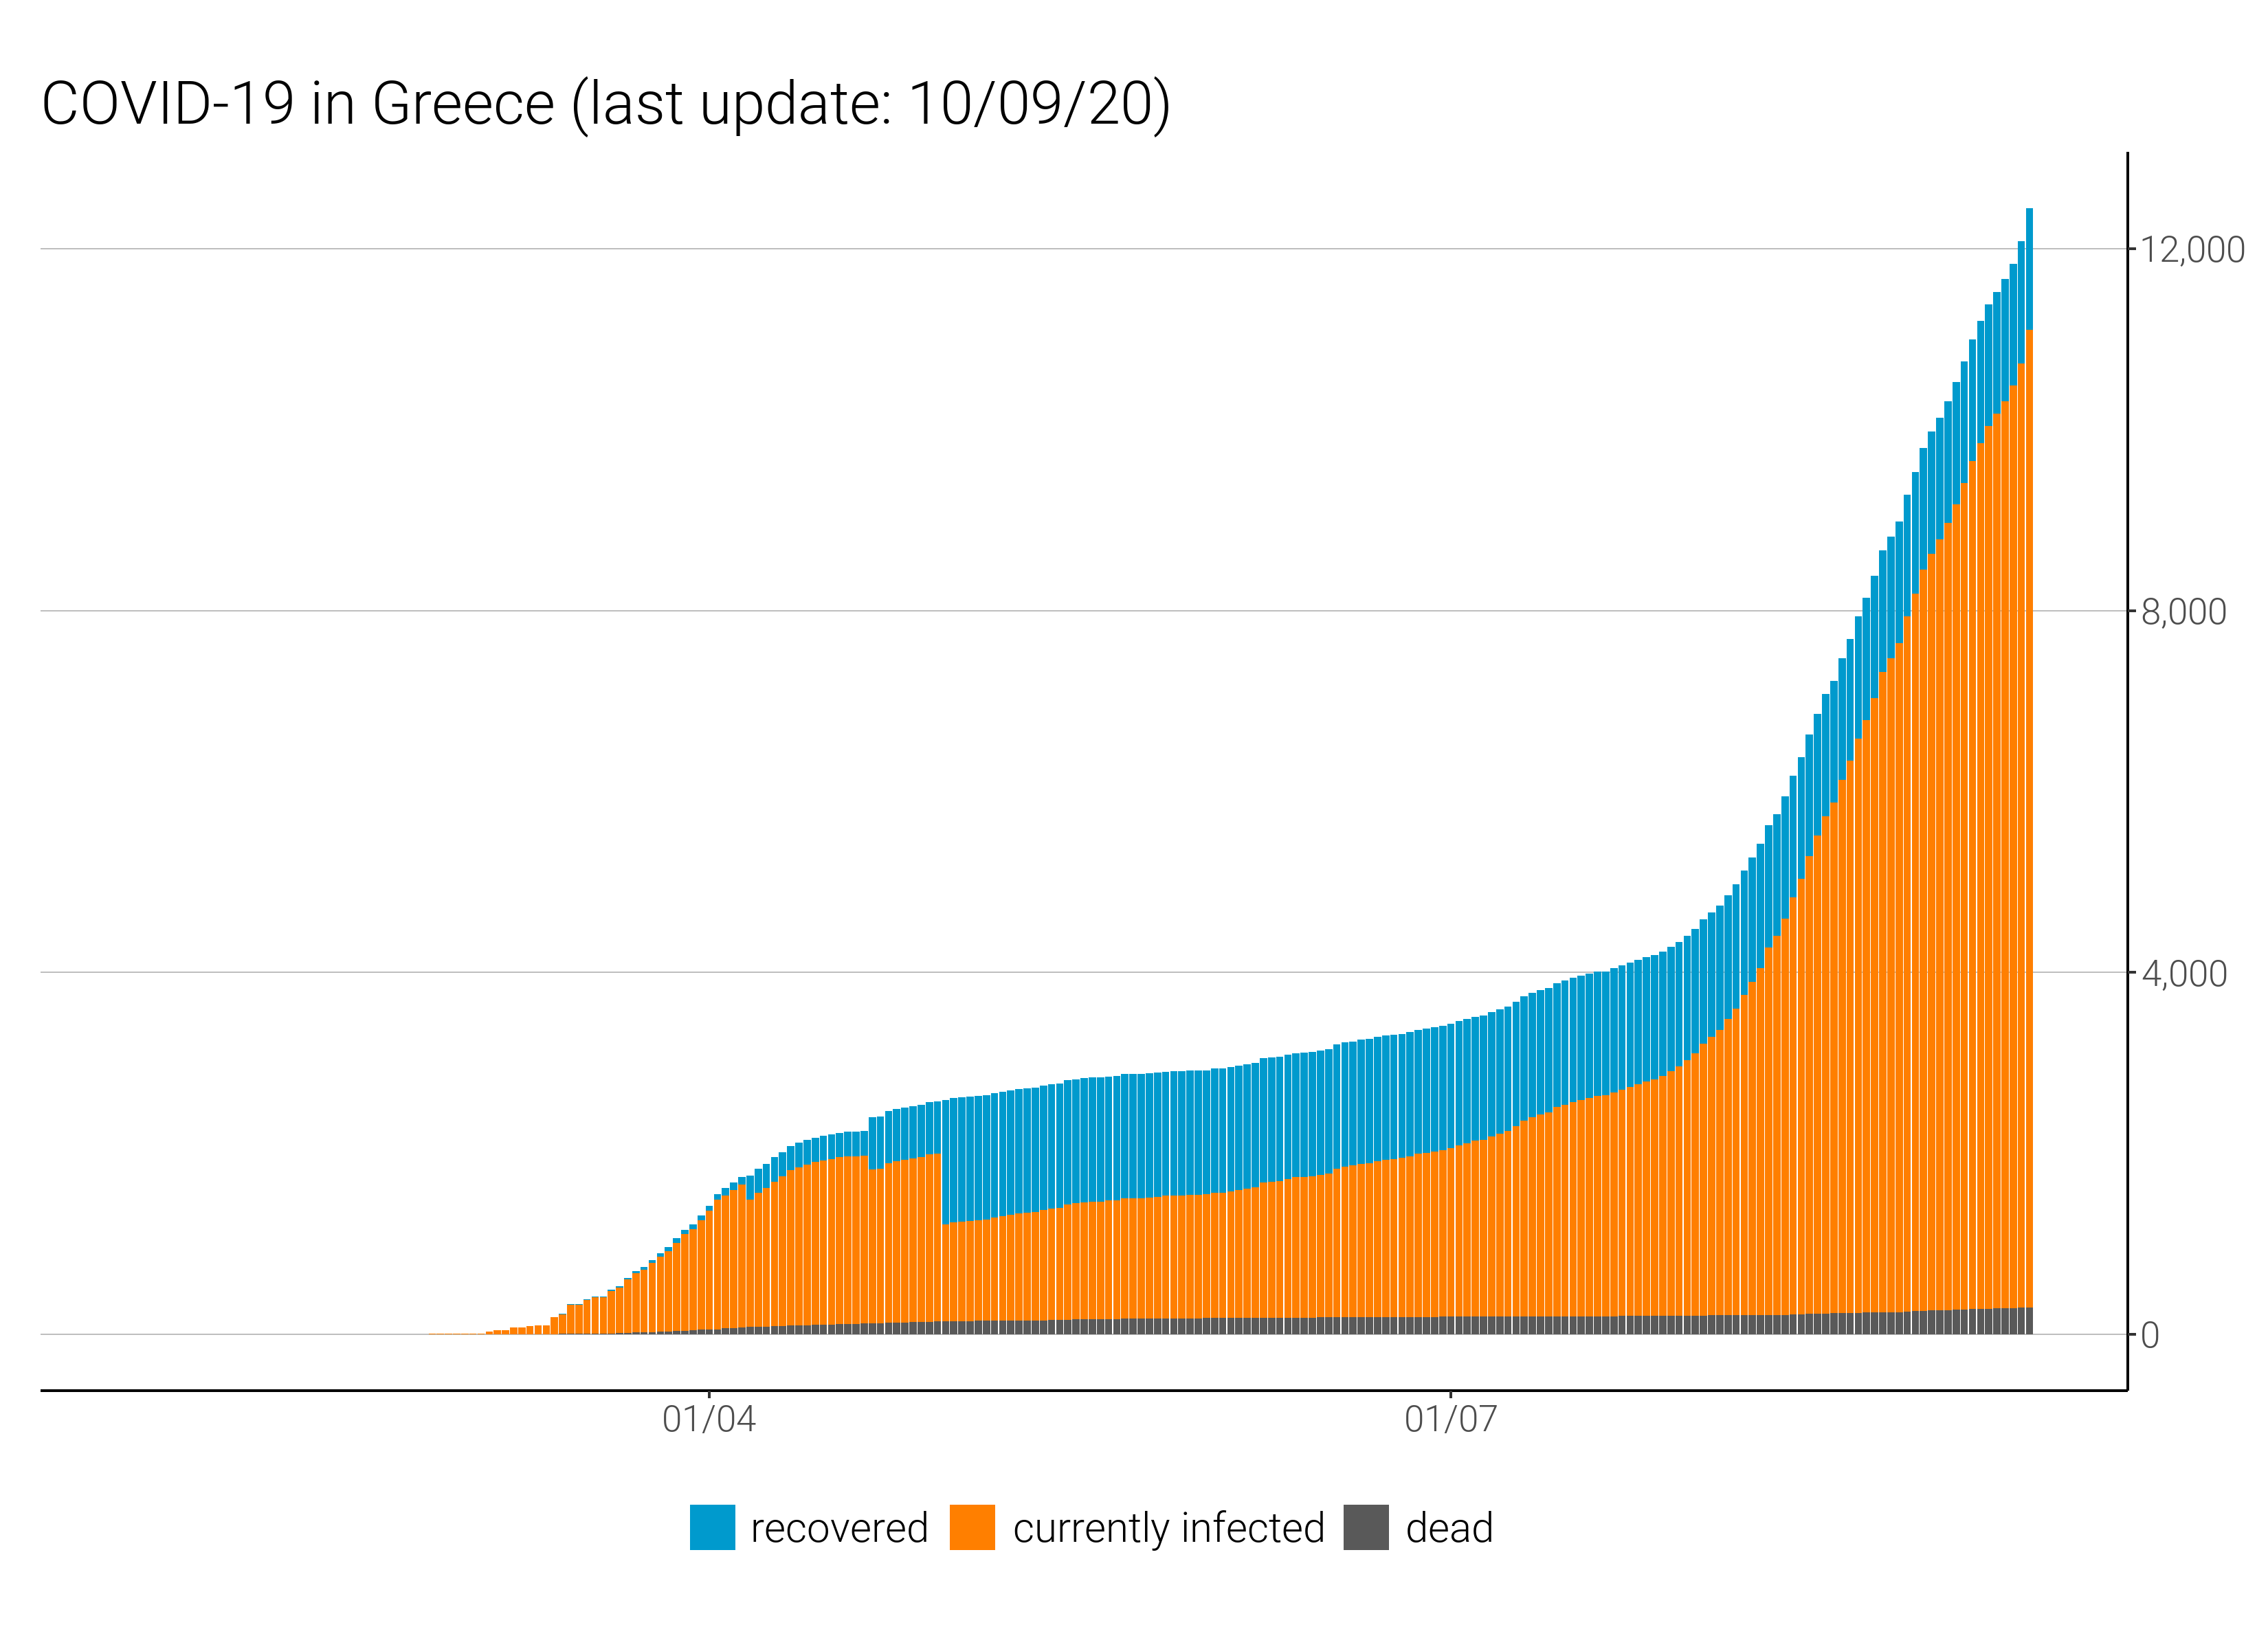 COVID-19 in Greece (last update: 10/09/20)
12,000
8,000
4,000
0
01/04 01/07
recovered currently infected dead